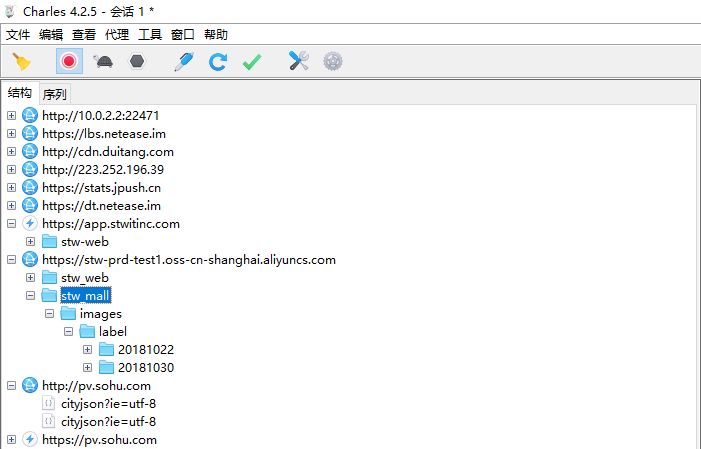 Charles 4.2.5 - 会话 1 *
文件 编辑 查看 代理 工具 窗口 帮助
结构 序列
http://10.0.2.2:22471
https://lbs.netease.im
http://cdn.duitang.com
http://223.252.196.39
https://stats.jpush.cn
https://dt.netease.im
https://app.stwitinc.com
stw-web
https://stw-prd-test1.oss-cn-shanghai.aliyuncs.com
stw_web
stw_mall
images
label
20181022
20181030
http://pv.sohu.com
cityjson?ie=utf-8
cityjson?ie=utf-8
https://pv.sohu.com